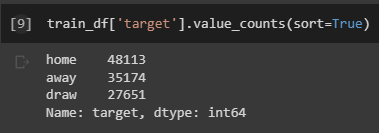 [9] train_df['target'].value_counts(sort=True)
home    48113
away    35174
draw    27651
Name: target, dtype: int64